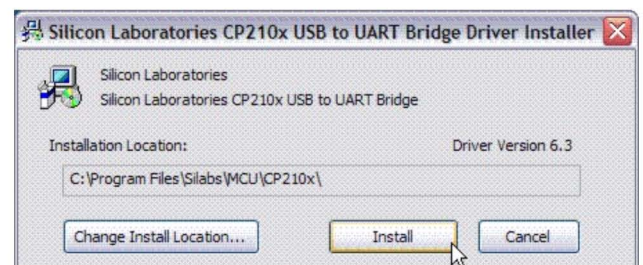 Silicon Laboratories CP210x USB to UART Bridge Driver Installer
Silicon Laboratories
Silicon Laboratories CP210x USB to UART Bridge
Installation Location: Driver Version 6.3
C:\Program Files\Silabs\MCU\CP210x\
Change Install Location... Install Cancel